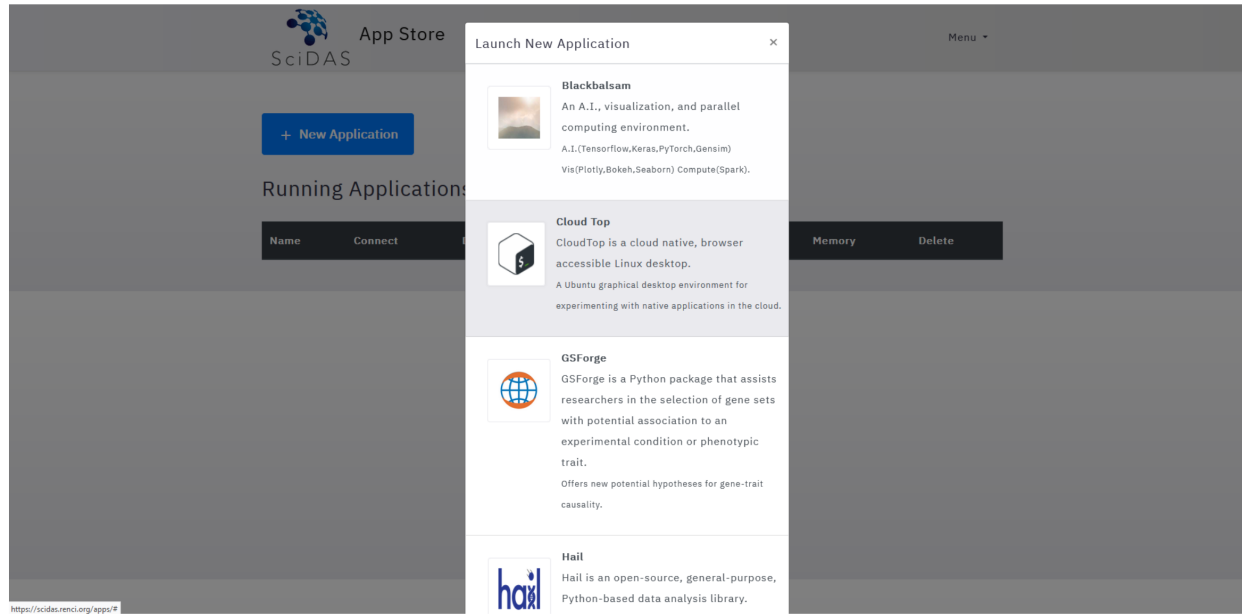 SciDAS
App Store
Menu
+ New Application
Running Applications
Name Connect Memory Delete
Launch New Application ×
Blackbalsam
An A.I., visualization, and parallel
computing environment.
A.I.(Tensorflow,Keras,PyTorch,Gensim)
Vis(Plotly,Bokeh,Seaborn) Compute(Spark).
$_
Cloud Top
CloudTop is a cloud native, browser
accessible Linux desktop.
A Ubuntu graphical desktop environment for
experimenting with native applications in the cloud.
GSForge
GSForge is a Python package that assists
researchers in the selection of gene sets
with potential association to an
experimental condition or phenotypic
trait.
Offers new potential hypotheses for gene-trait
causality.
hail
Hail
Hail is an open-source, general-purpose,
Python-based data analysis library.
https://scidas.renci.org/apps/#